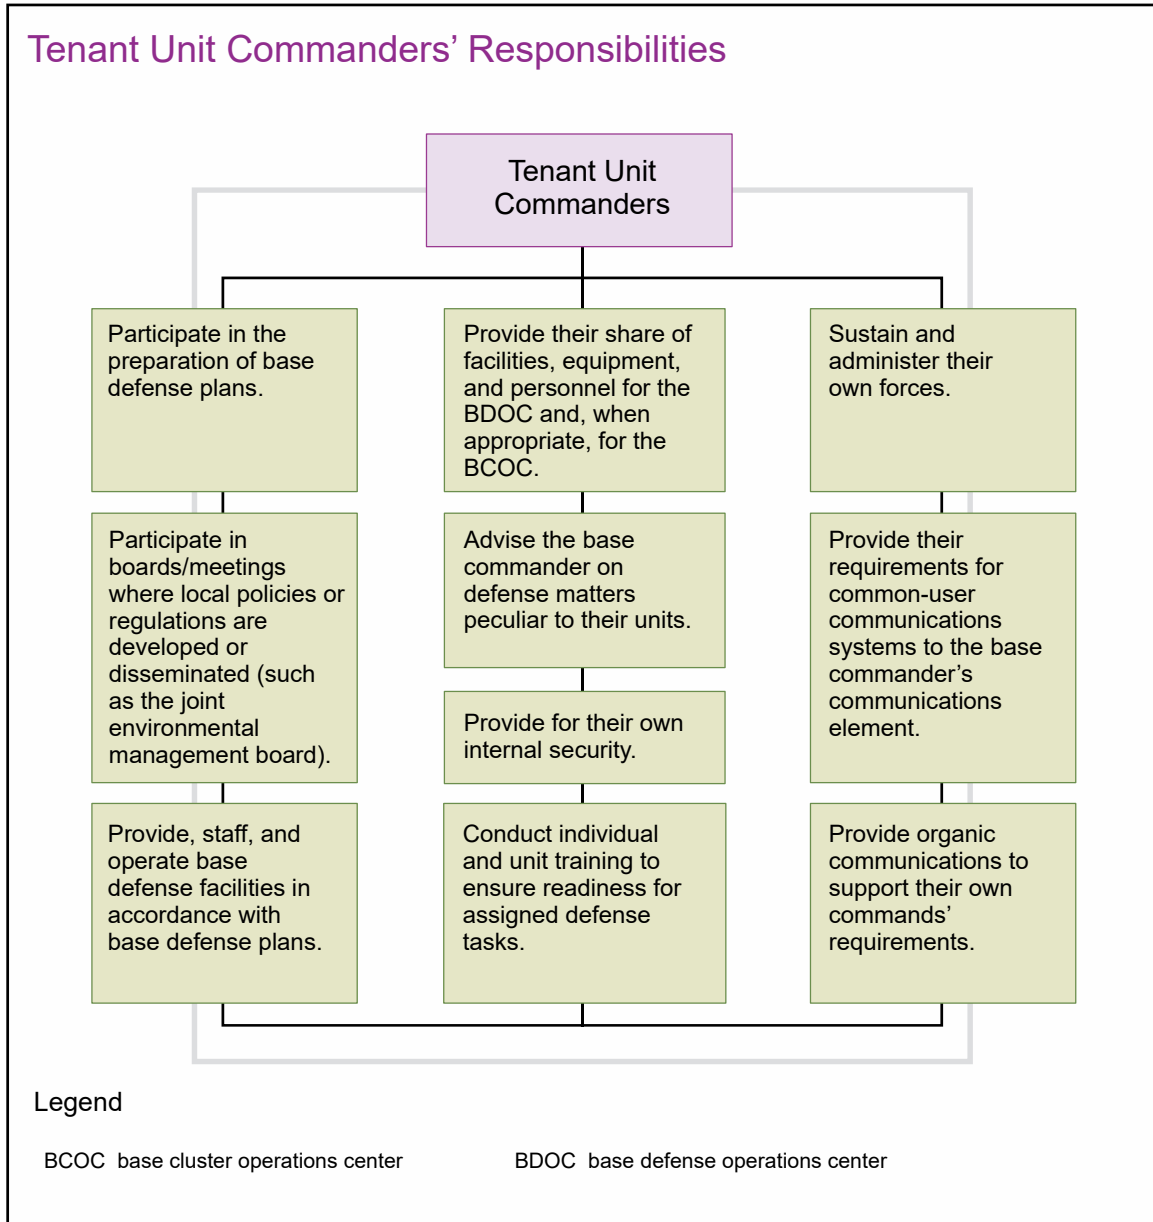 Tenant Unit Commanders’ Responsibilities
Tenant Unit
Commanders
Participate in the
preparation of base
defense plans.
Provide their share of
facilities, equipment,
and personnel for the
BDOC and, when
appropriate, for the
BCOC.
Sustain and
administer their
own forces.
Participate in
boards/meetings
where local policies or
regulations are
developed or
disseminated (such
as the joint
environmental
management board).
Advise the base
commander on
defense matters
peculiar to their units.
Provide for their own
internal security.
Provide their
requirements for
common-user
communications
systems to the base
commander’s
communications
element.
Provide, staff, and
operate base
defense facilities in
accordance with
base defense plans.
Conduct individual
and unit training to
ensure readiness for
assigned defense
tasks.
Provide organic
communications to
support their own
commands’
requirements.
Legend
BCOC base cluster operations center
BDOC base defense operations center